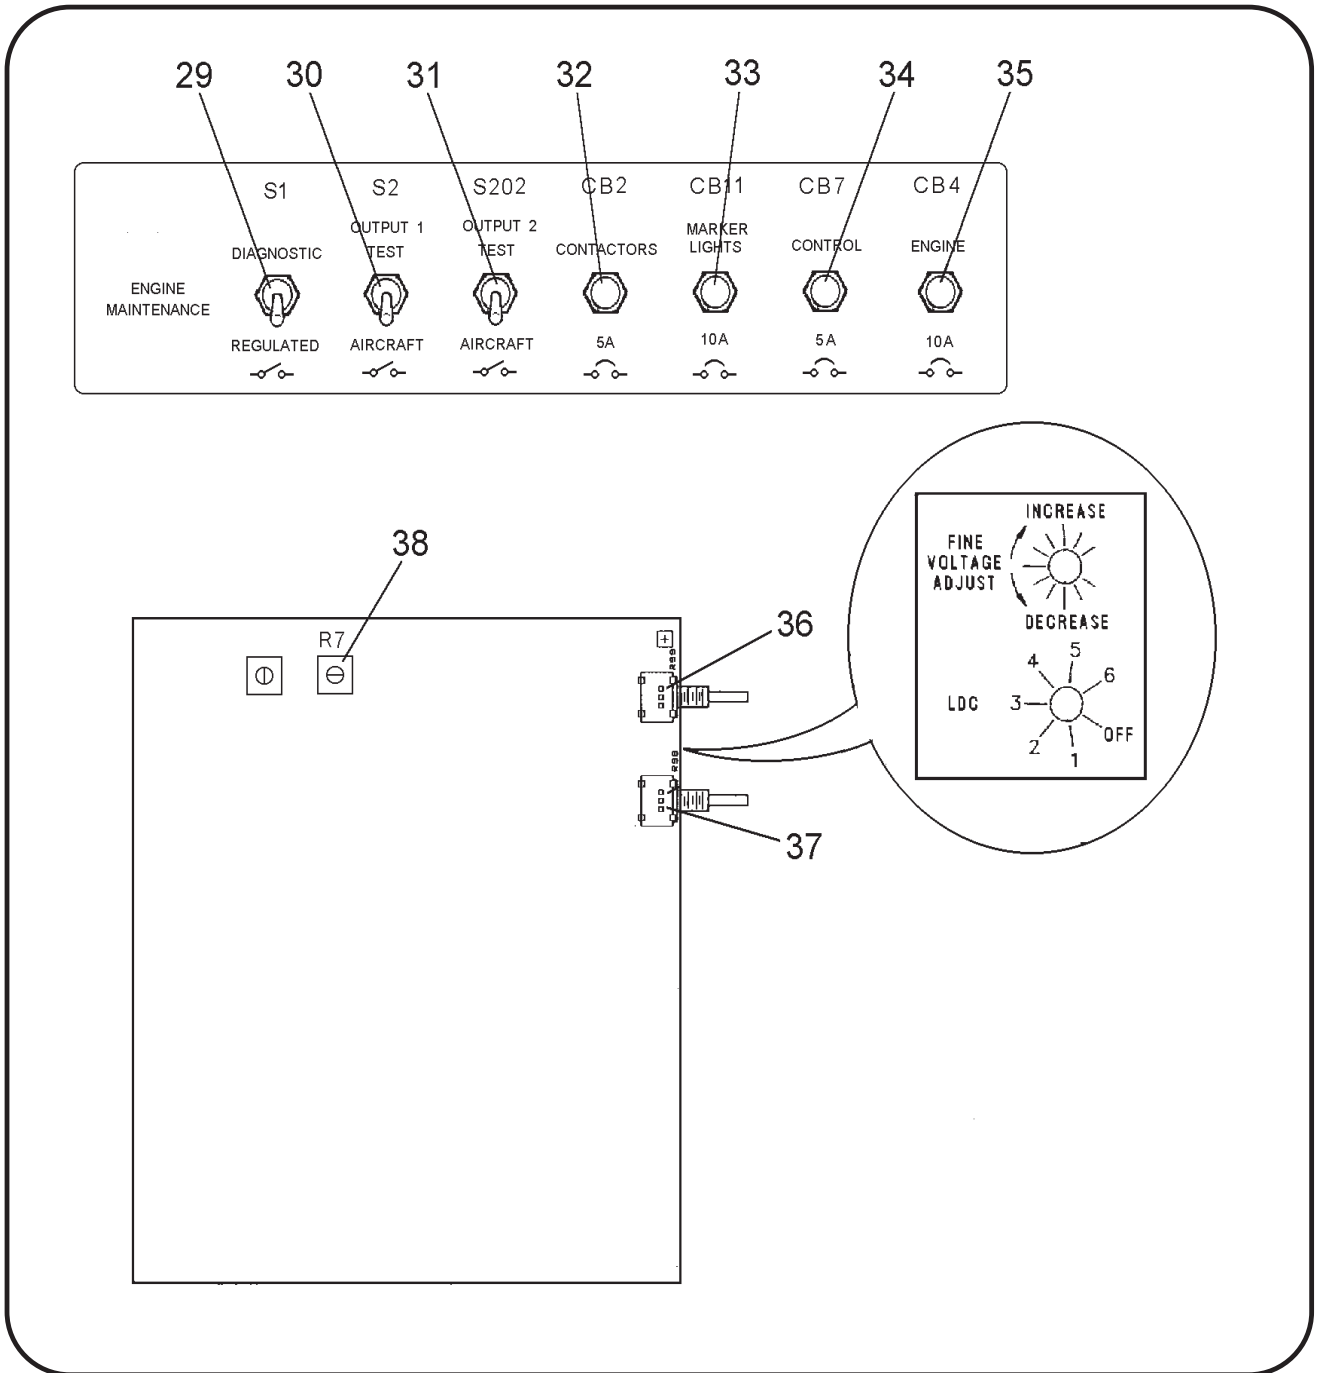 29 30 31 32 33 34 35
S1 S2 S202 CB2 CB11 CB7 CB4
DIAGNOSTIC
OUTPUT 1
TEST
OUTPUT 2
TEST
CONTACTORS
MARKER
LIGHTS
CONTROL
ENGINE
ENGINE
MAINTENANCE
REGULATED AIRCRAFT AIRCRAFT 5A 10A 5A 10A
INCREASE
FINE
VOLTAGE
ADJUST
DECREASE
LDC
4
5
6
3
2
1
OFF
38
R7
36
R99
R98
37